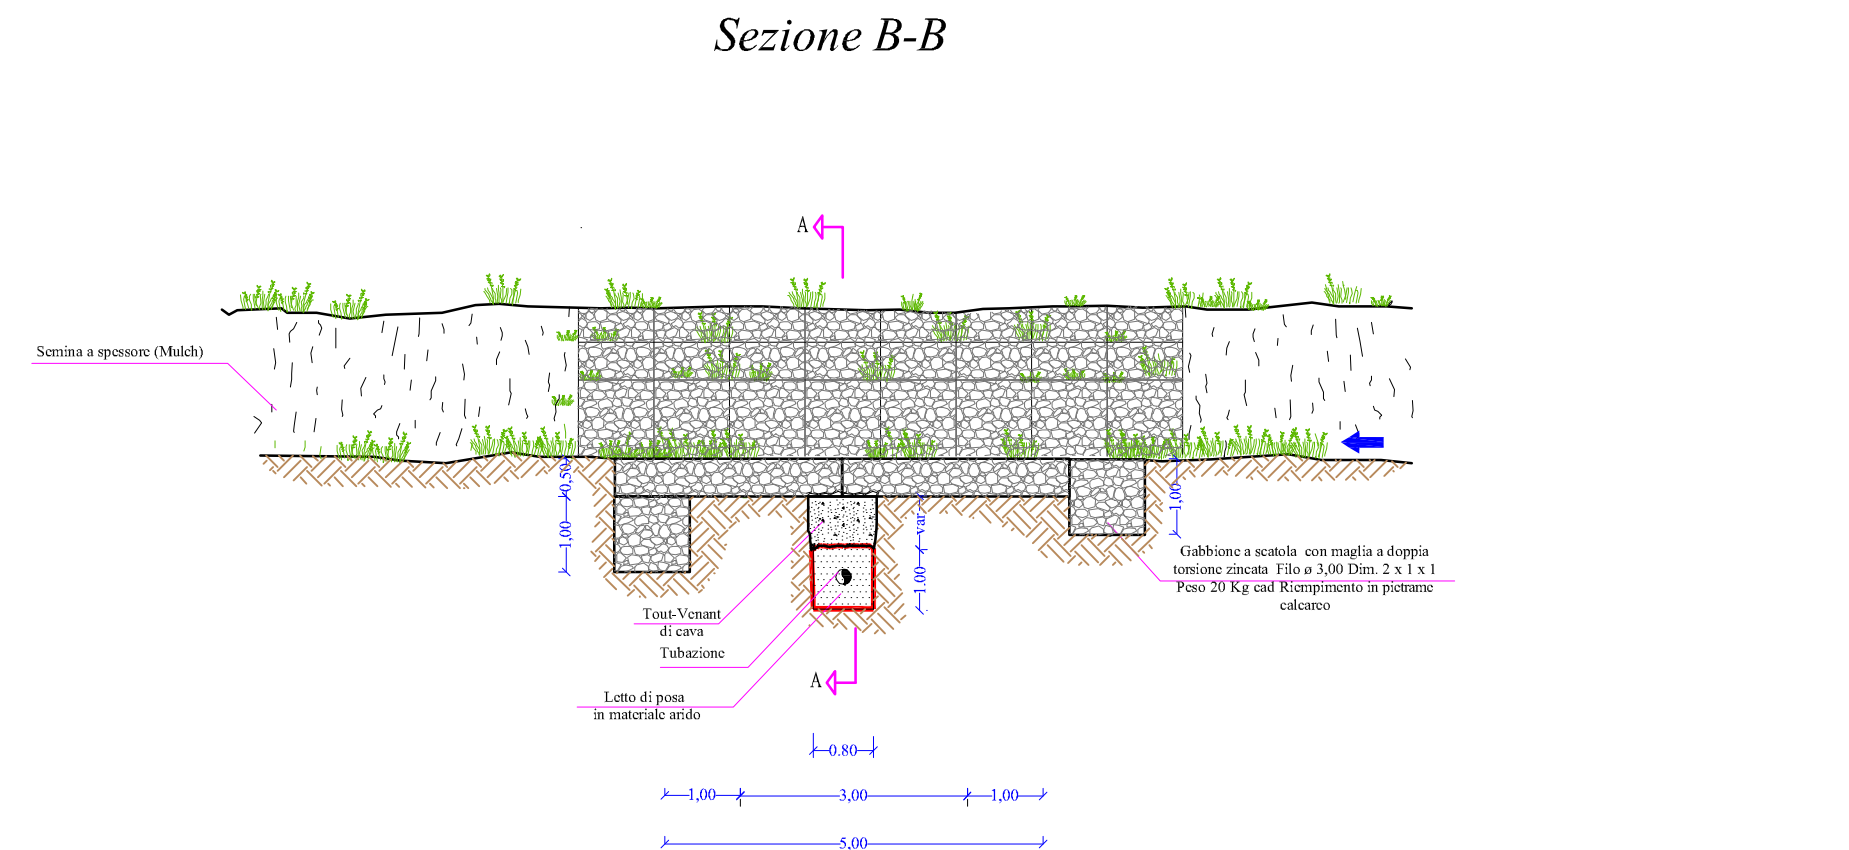 Sezione B-B
A
Semina a spessore (Mulch)
0,50
1,00
1,00
var.
1.00
Gabbione a scatola con maglia a doppia
torsione zincata Filo ø 3,00 Dim. 2 x 1 x 1
Peso 20 Kg cad Riempimento in pietrame
calcareo
Tout-Venant
di cava
Tubazione
A
Letto di posa
in materiale arido
0.80
1,00
3,00
1,00
5,00